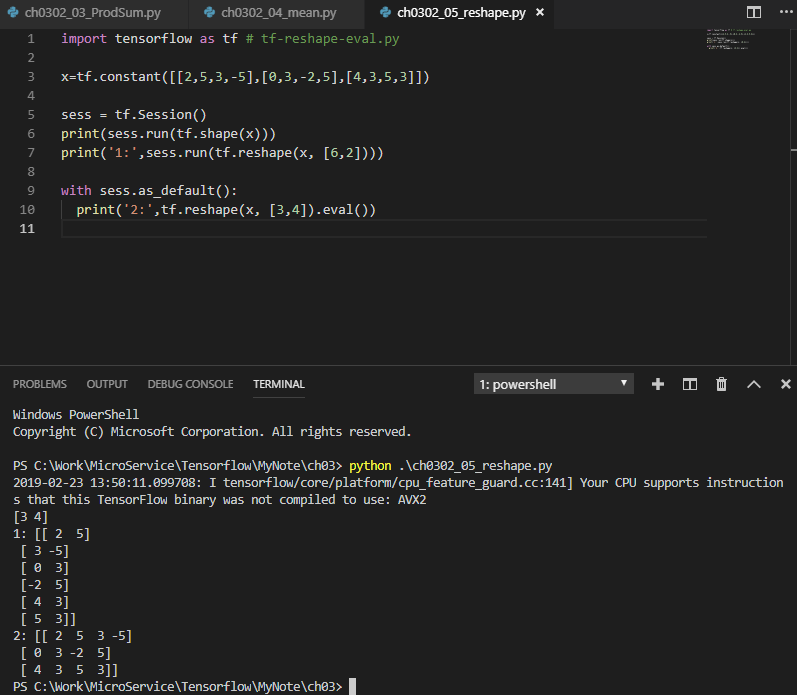 ch0302_03_ProdSum.py ch0302_04_mean.py ch0302_05_reshape.py ×
1 import tensorflow as tf # tf-reshape-eval.py
2
3 x=tf.constant([[2,5,3,-5],[0,3,-2,5],[4,3,5,3]])
4
5 sess = tf.Session()
6 print(sess.run(tf.shape(x)))
7 print('1:',sess.run(tf.reshape(x, [6,2])))
8
9 with sess.as_default():
10   print('2:',tf.reshape(x, [3,4]).eval())
11
PROBLEMS OUTPUT DEBUG CONSOLE TERMINAL 1: powershell
Windows PowerShell
Copyright (C) Microsoft Corporation. All rights reserved.
PS C:\Work\MicroService\Tensorflow\MyNote\ch03> python .\ch0302_05_reshape.py
2019-02-23 13:50:11.099708: I tensorflow/core/platform/cpu_feature_guard.cc:141] Your CPU supports instruction
s that this TensorFlow binary was not compiled to use: AVX2
[3 4]
1: [[ 2  5]
 [ 3 -5]
 [ 0  3]
 [-2  5]
 [ 4  3]
 [ 5  3]]
2: [[ 2  5  3 -5]
 [ 0  3 -2  5]
 [ 4  3  5  3]]
PS C:\Work\MicroService\Tensorflow\MyNote\ch03>